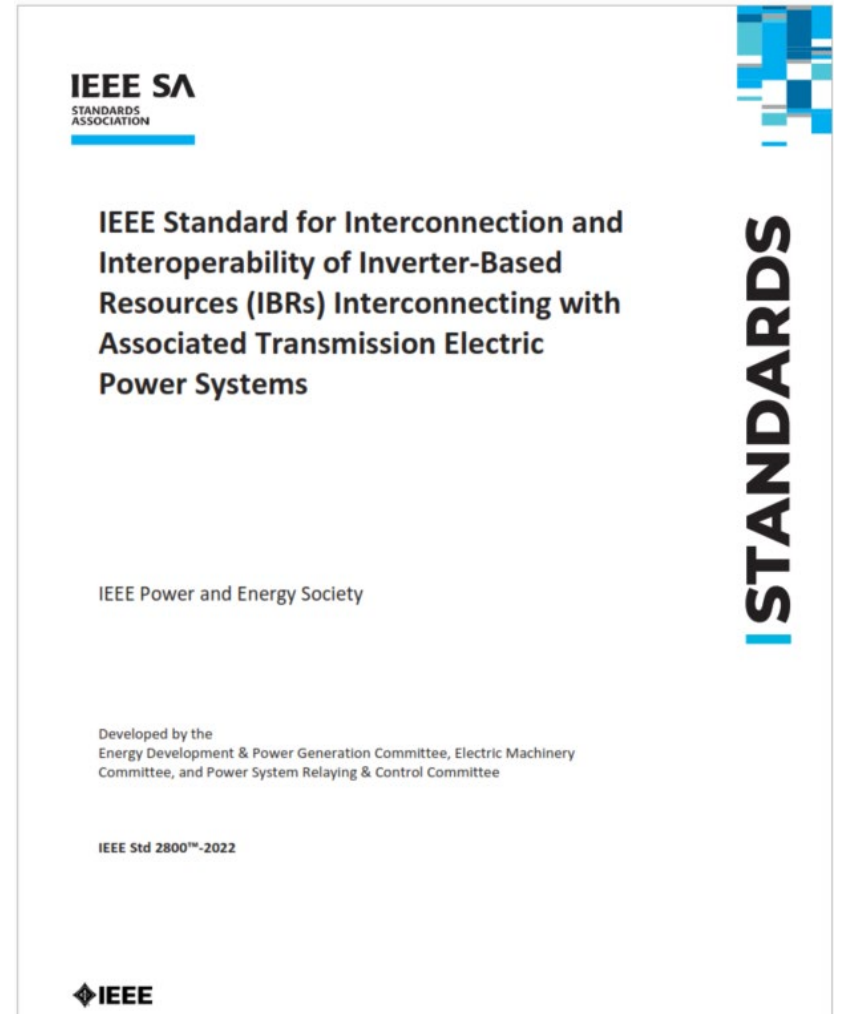 IEEE SA
STANDARDS
ASSOCIATION
IEEE Standard for Interconnection and
Interoperability of Inverter-Based
Resources (IBRs) Interconnecting with
Associated Transmission Electric
Power Systems
STANDARDS
IEEE Power and Energy Society
Developed by the
Energy Development & Power Generation Committee, Electric Machinery
Committee, and Power System Relaying & Control Committee
IEEE Std 2800™-2022
IEEE